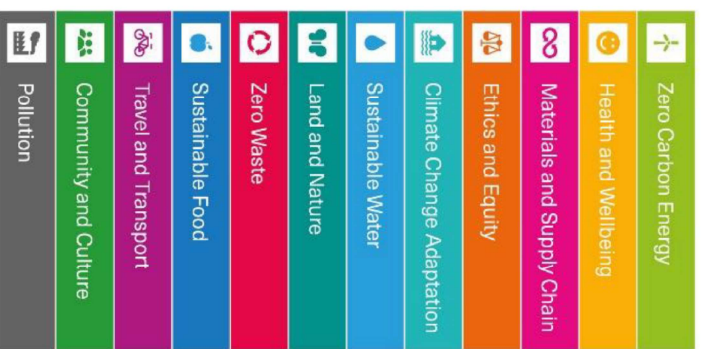 Zero Carbon Energy
Health and Wellbeing
Materials and Supply Chain
Ethics and Equity
Climate Change Adaptation
Sustainable Water
Land and Nature
Zero Waste
Sustainable Food
Travel and Transport
Community and Culture
Pollution